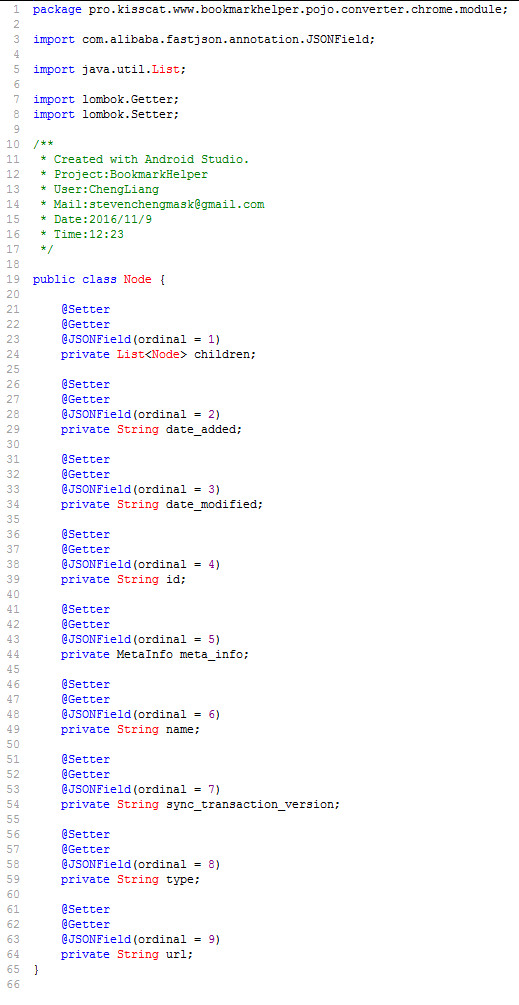 1 package pro.kisscat.www.bookmarkhelper.pojo.converter.chrome.module;
2
3 import com.alibaba.fastjson.annotation.JSONField;
4
5 import java.util.List;
6
7 import lombok.Getter;
8 import lombok.Setter;
9
10 /**
11  * Created with Android Studio.
12  * Project:BookmarkHelper
13  * User:ChengLiang
14  * Mail:stevenchengmask@gmail.com
15  * Date:2016/11/9
16  * Time:12:23
17  */
18
19 public class Node {
20
21     @Setter
22     @Getter
23     @JSONField(ordinal = 1)
24     private List<Node> children;
25
26     @Setter
27     @Getter
28     @JSONField(ordinal = 2)
29     private String date_added;
30
31     @Setter
32     @Getter
33     @JSONField(ordinal = 3)
34     private String date_modified;
35
36     @Setter
37     @Getter
38     @JSONField(ordinal = 4)
39     private String id;
40
41     @Setter
42     @Getter
43     @JSONField(ordinal = 5)
44     private MetaInfo meta_info;
45
46     @Setter
47     @Getter
48     @JSONField(ordinal = 6)
49     private String name;
50
51     @Setter
52     @Getter
53     @JSONField(ordinal = 7)
54     private String sync_transaction_version;
55
56     @Setter
57     @Getter
58     @JSONField(ordinal = 8)
59     private String type;
60
61     @Setter
62     @Getter
63     @JSONField(ordinal = 9)
64     private String url;
65 }
66